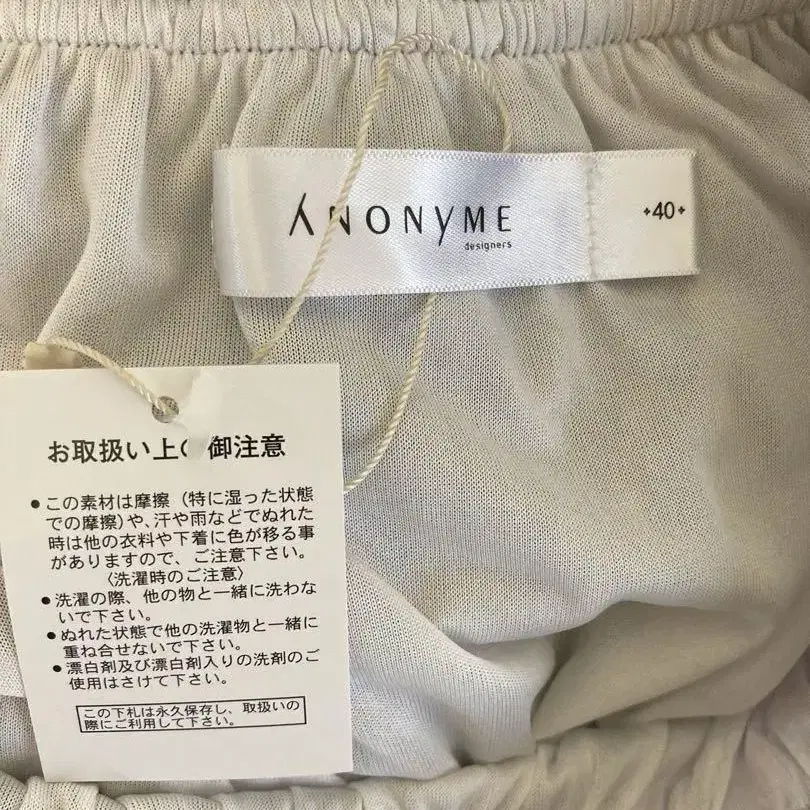 ANONyME
designers
+40+
お取扱い上の御注意
●この素材は摩擦（特に湿った状態
での摩擦）や、汗や雨などでぬれた
時は他の衣料や下着に色が移る事
がありますので、ご注意下さい。
〈洗濯時のご注意〉
●洗濯の際、他の物と一緒に洗わな
いで下さい。
●ぬれた状態で他の洗濯物と一緒に
重ね合せないで下さい。
●漂白剤及び漂白剤入りの洗剤のご
使用はさけて下さい。
この下札は永久保存し、取扱いの
際にご利用して下さい。